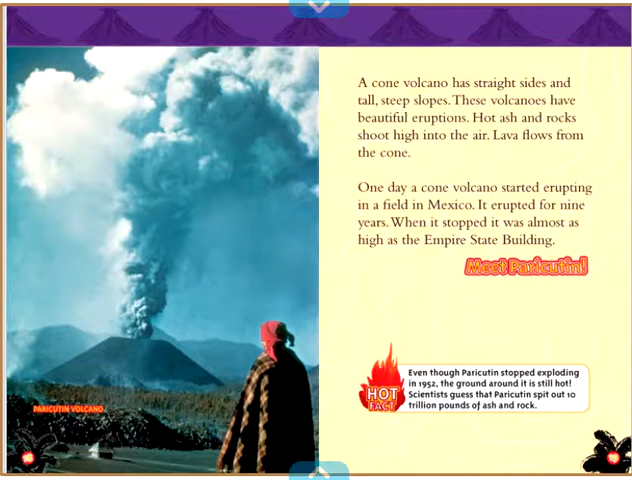 A cone volcano has straight sides and
tall, steep slopes. These volcanoes have
beautiful eruptions. Hot ash and rocks
shoot high into the air. Lava flows from
the cone.
One day a cone volcano started erupting
in a field in Mexico. It erupted for nine
years. When it stopped it was almost as
high as the Empire State Building.
Meet Paricutin!
PARICUTIN VOLCANO
HOT
FACT
Even though Paricutin stopped exploding
in 1952, the ground around it is still hot!
Scientists guess that Paricutin spit out 10
trillion pounds of ash and rock.